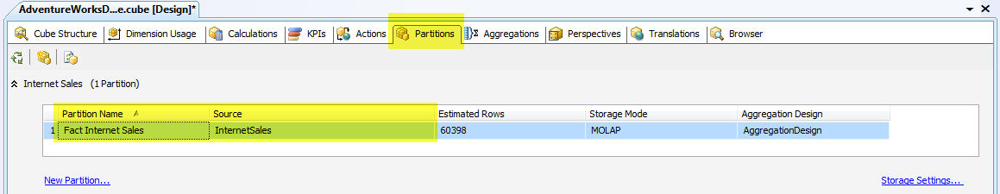 AdventureWorksD...e.cube [Design]*
Cube Structure Dimension Usage Calculations KPIs Actions Partitions Aggregations Perspectives Translations Browser
Internet Sales (1 Partition)
Partition Name Source Estimated Rows Storage Mode Aggregation Design
1 Fact Internet Sales InternetSales 60398 MOLAP AggregationDesign
New Partition... Storage Settings...